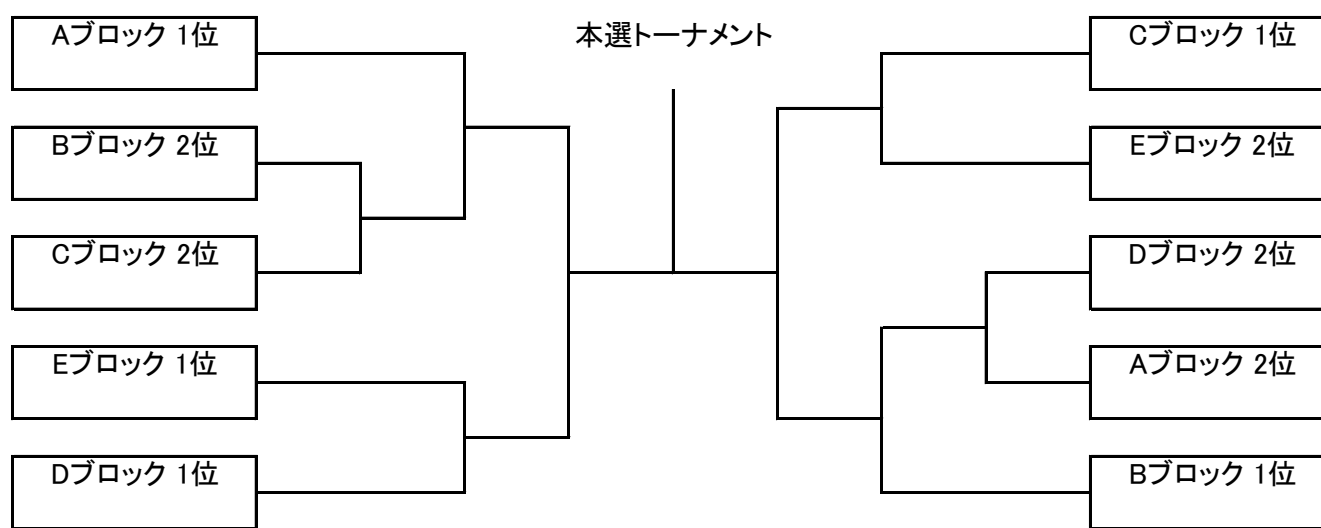 本選トーナメント
Aブロック 1位
Bブロック 2位
Cブロック 2位
Eブロック 1位
Dブロック 1位
Cブロック 1位
Eブロック 2位
Dブロック 2位
Aブロック 2位
Bブロック 1位